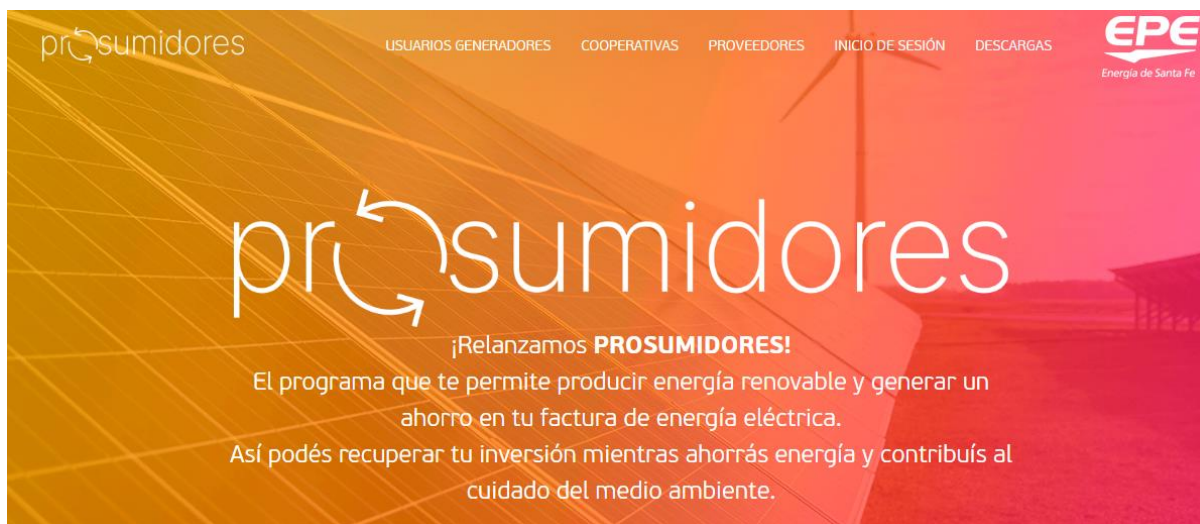 prosumidores
USUARIOS GENERADORES COOPERATIVAS PROVEEDORES INICIO DE SESIÓN DESCARGAS
EPE
Energía de Santa Fe
prosumidores
¡Relanzamos PROSUMIDORES!
El programa que te permite producir energía renovable y generar un
ahorro en tu factura de energía eléctrica.
Así podés recuperar tu inversión mientras ahorrás energía y contribuís al
cuidado del medio ambiente.